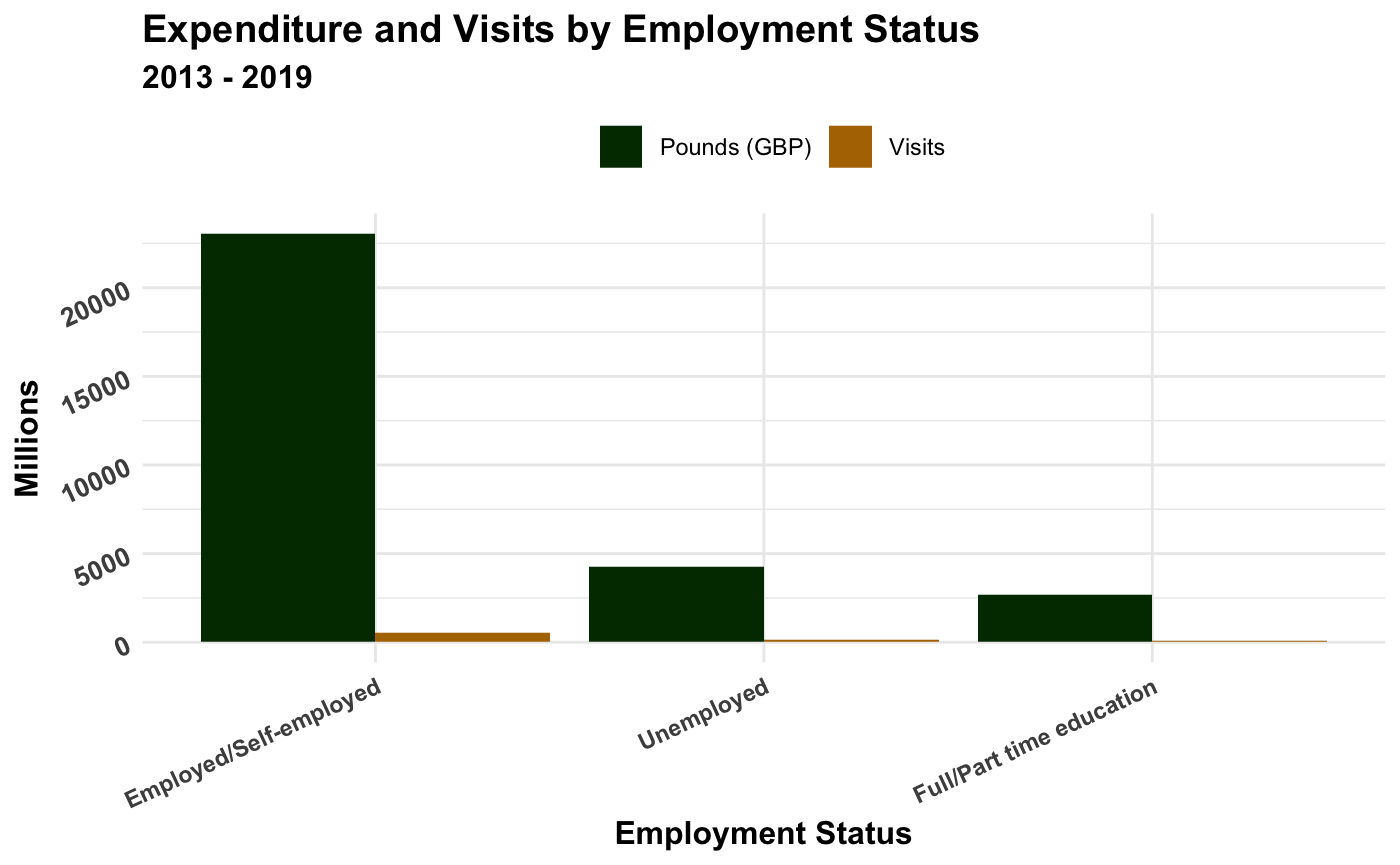 Expenditure and Visits by Employment Status
2013 - 2019
Pounds (GBP)
Visits
Millions
20000
15000
10000
5000
0
Employed/Self-employed
Unemployed
Full/Part time education
Employment Status